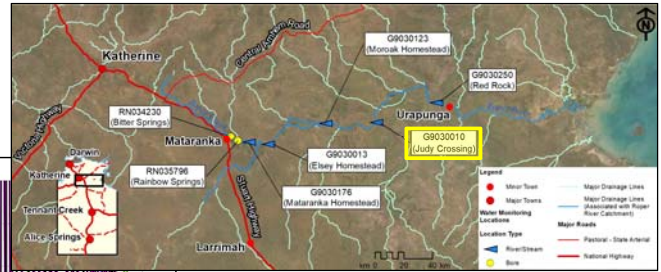 Katherine
Central Arnhem Road
G9030123
(Moroak Homestead)
G9030250
(Red Rock)
RN034230
(Bitter Springs)
Urapunga
Victoria Highway
Mataranka
G9030010
(Judy Crossing)
Darwin
G9030013
(Elsey Homestead)
Katherine
RN035796
(Rainbow Springs)
G9030176
(Mataranka Homestead)
Stuart Highway
Tennant Creek
Alice Springs
Larrimah
km 0 20 40 km
Legend
Minor Town
Major Towns
Water Monitoring
Locations
Location Type
River/Stream
Bore
Major Drainage Lines
Major Drainage Lines
(Associated with Roper
River Catchment)
Major Roads
Pastoral - State Arterial
National Highway